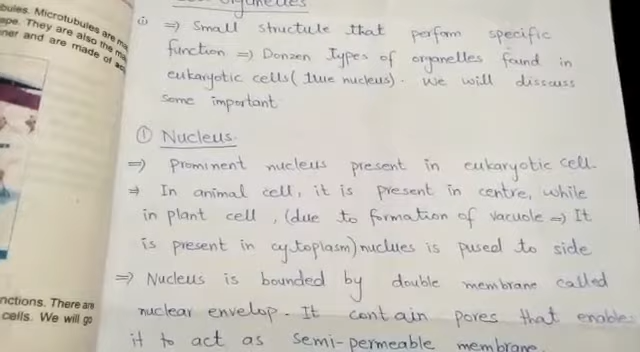 bules. Microtubules are
ape. They are also the
ner and are made of
nctions. There are
cells. We will go
organelles
⇒ Small structure that perform specific
function ⇒ Donzen Types of organelles found in
eukaryotic cells( true nucleus). We will discuss
some important
① Nucleus.
⇒ Prominent nucleus present in eukaryotic cell.
⇒ In animal cell, it is present in centre, while
in plant cell, (due to formation of vacuole ⇒ It
is present in cytoplasm) nuclues is pused to side
⇒ Nucleus is bounded by double membrane called
nuclear envelop. It contain pores that enables
it to act as semi-permeable membrane.